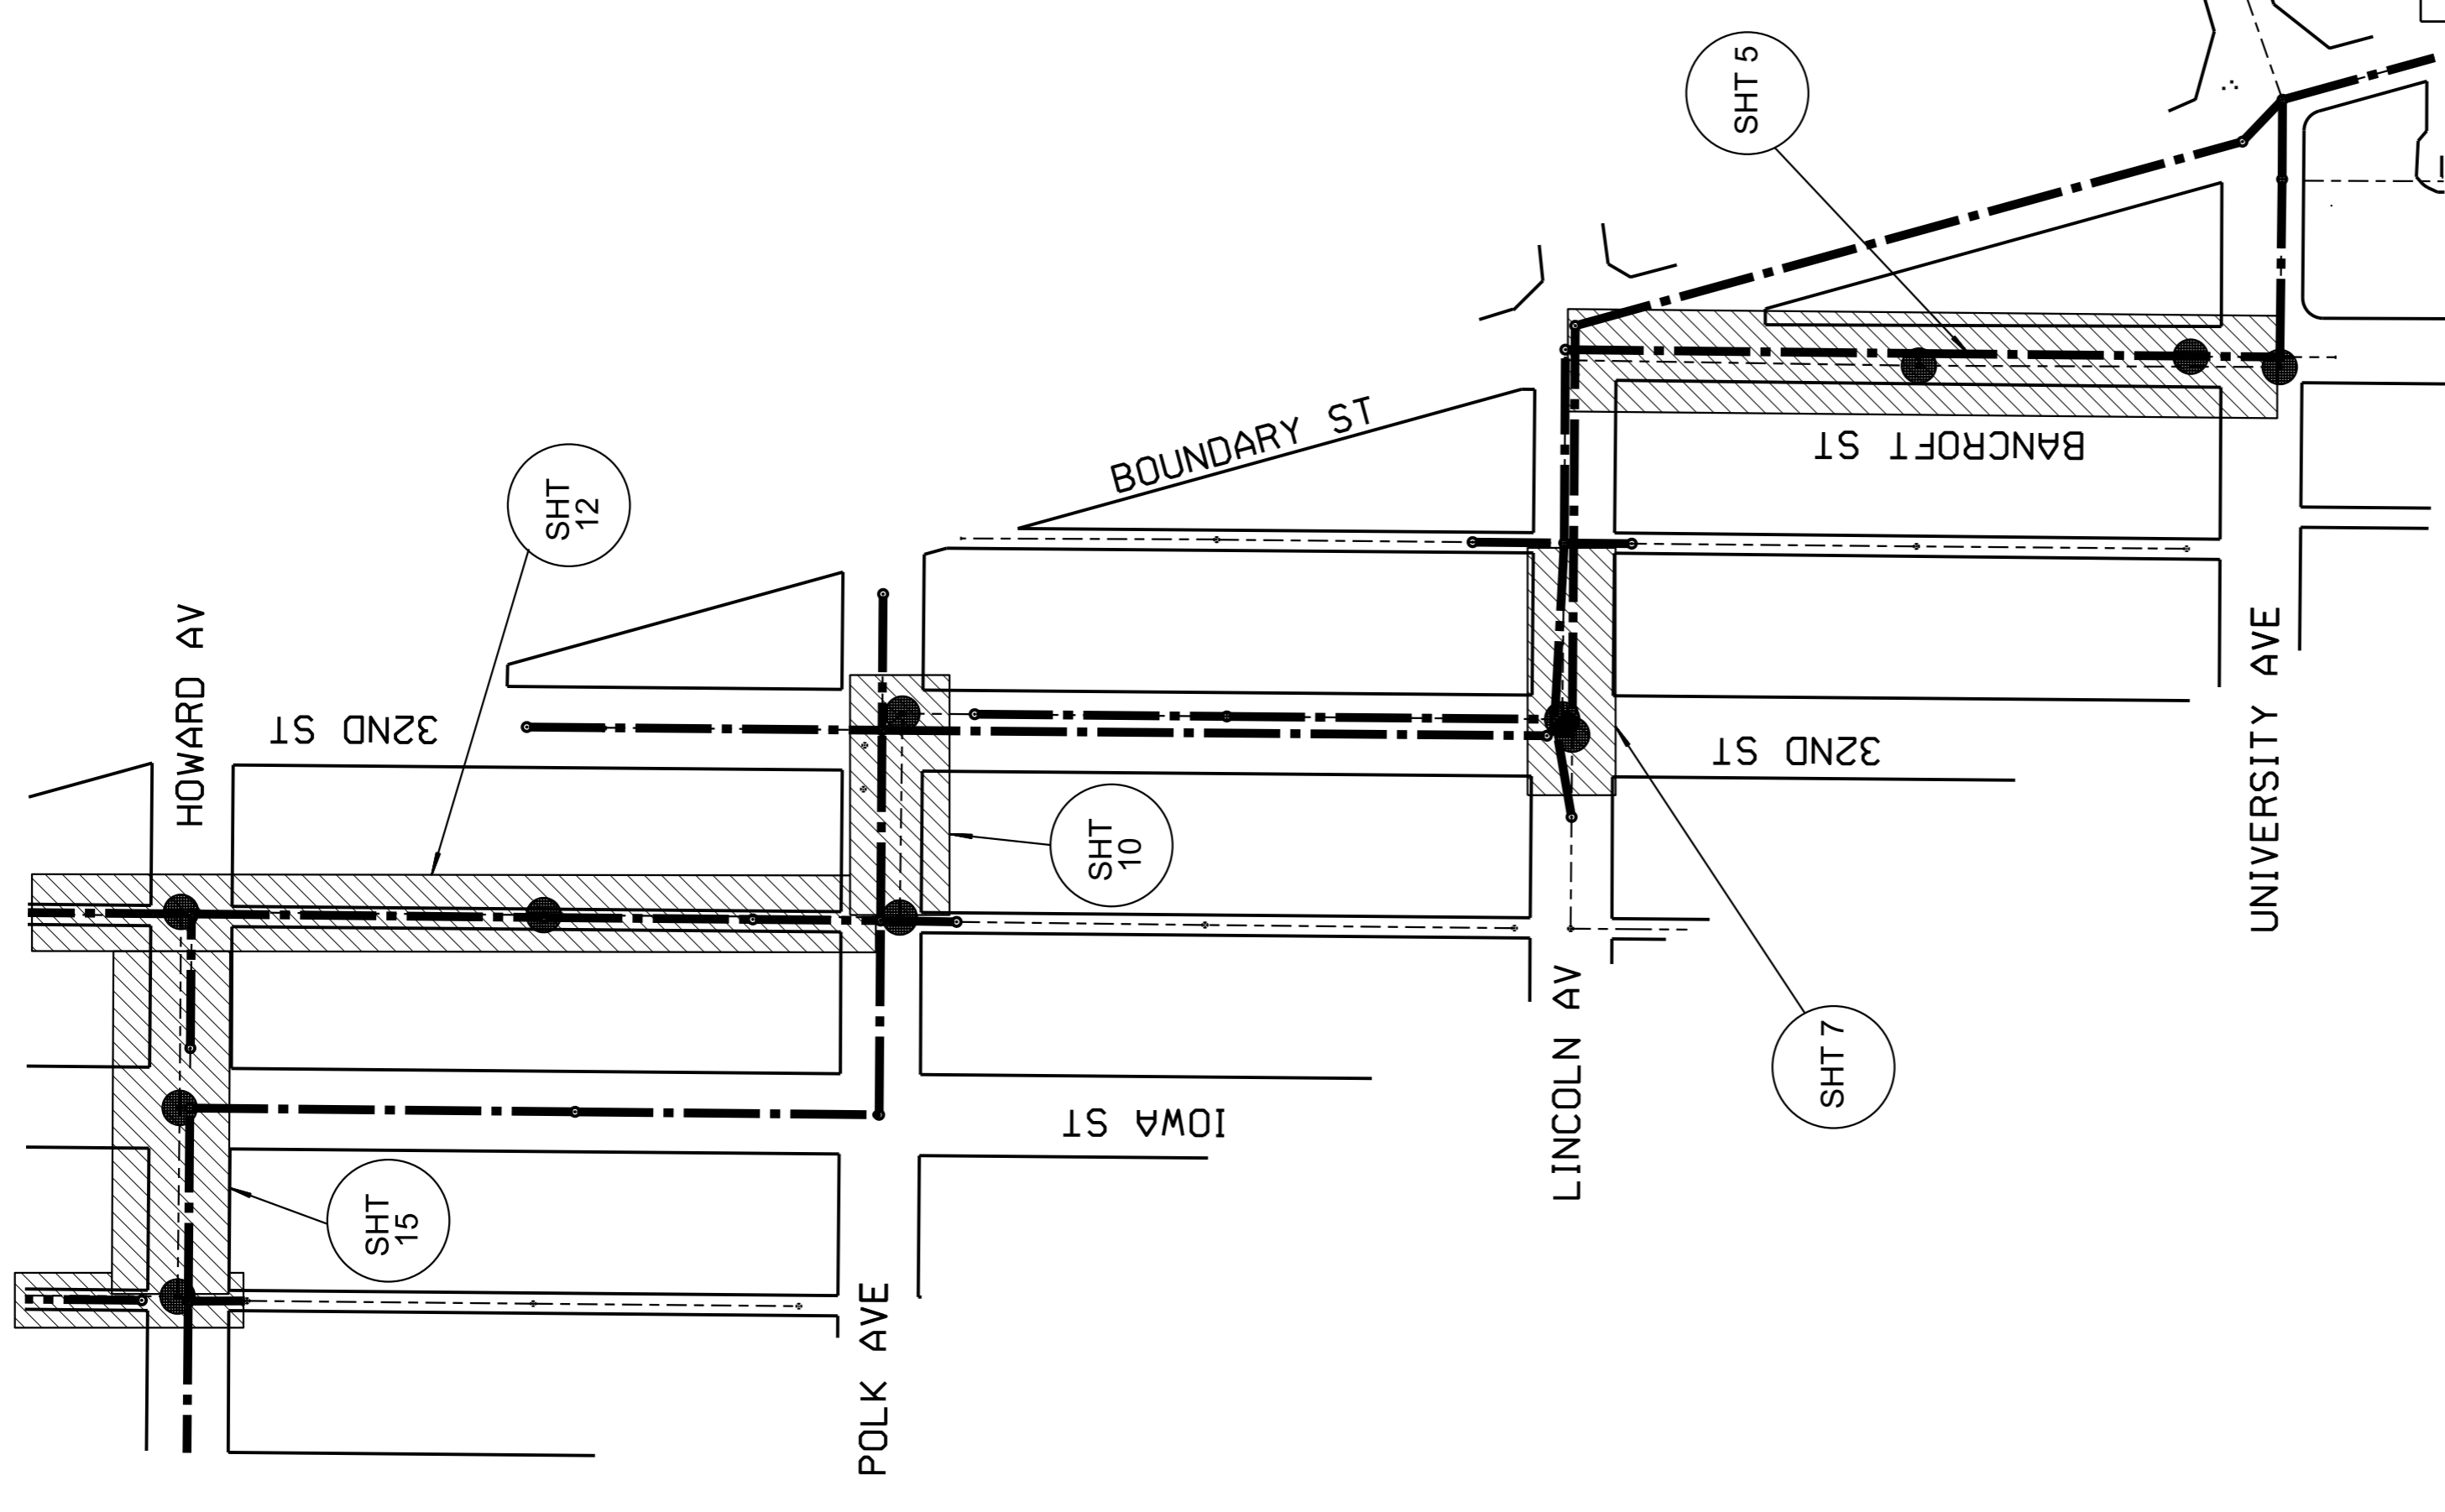 SHT 5
BOUNDARY ST
BANCROFT ST
SHT
12
HOWARD AV
32ND ST
UNIVERSITY AVE
32ND ST
SHT
10
LINCOLN AV
SHT 7
IOWA ST
SHT
15
POLK AVE